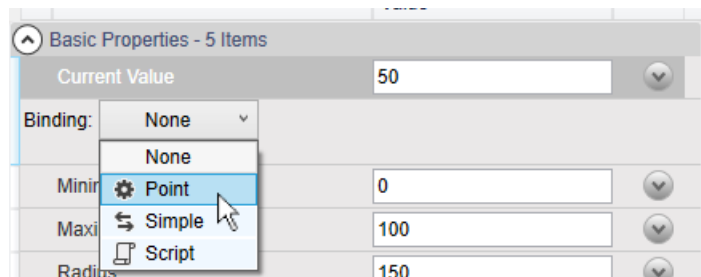 Basic Properties - 5 Items
Current Value 50
Binding: None
None
Point 0
Simple
100
Script
150